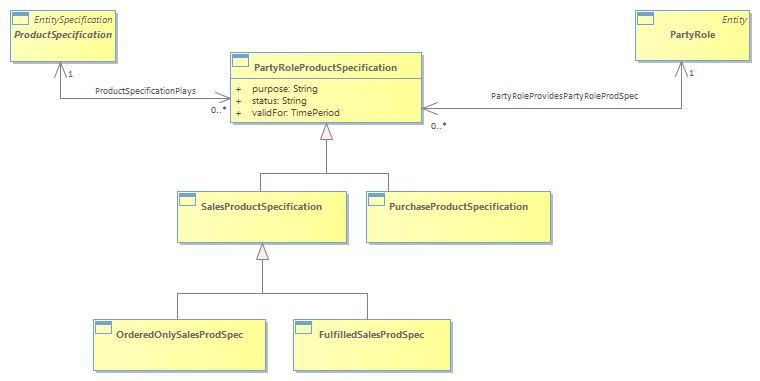 EntitySpecification
ProductSpecification
Entity
PartyRole
1
1
PartyRoleProductSpecification
+ purpose: String
+ status: String
+ validFor: TimePeriod
ProductSpecificationPlays
0..*
PartyRoleProvidesPartyRoleProdSpec
0..*
SalesProductSpecification
PurchaseProductSpecification
OrderedOnlySalesProdSpec
FulfilledSalesProdSpec